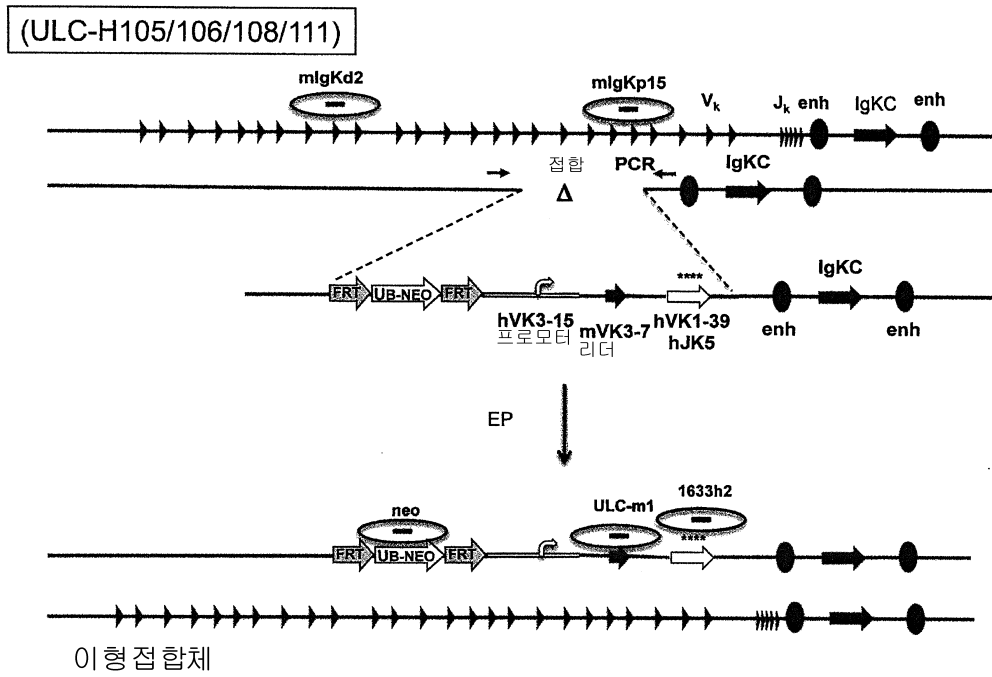 (ULC-H105/106/108/111)
mIgKd2
mIgKp15
Vk
Jk enh
IgKC
enh
접합
Δ
PCR
IgKC
FRT UB-NEO FRT
****
IgKC
hVK3-15
프로모터
mVK3-7
리더
hVK1-39
hJK5
enh
enh
EP
neo
ULC-m1
1633h2
FRT UB-NEO FRT
****
이형접합체